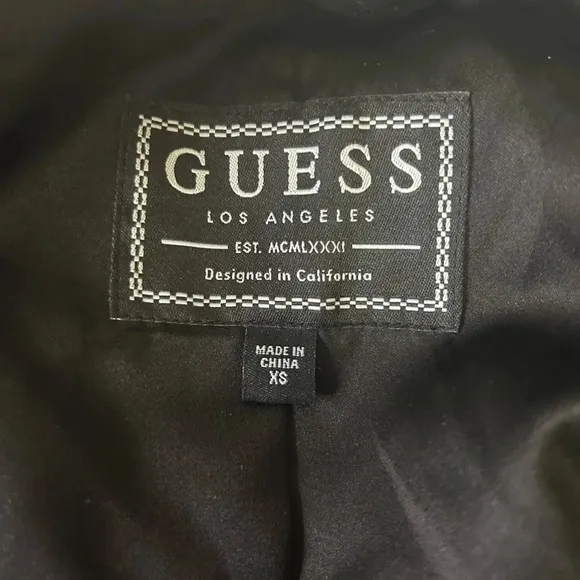 GUESS
LOS ANGELES
EST. MCMLXXXI
Designed in California
MADE IN
CHINA
XS